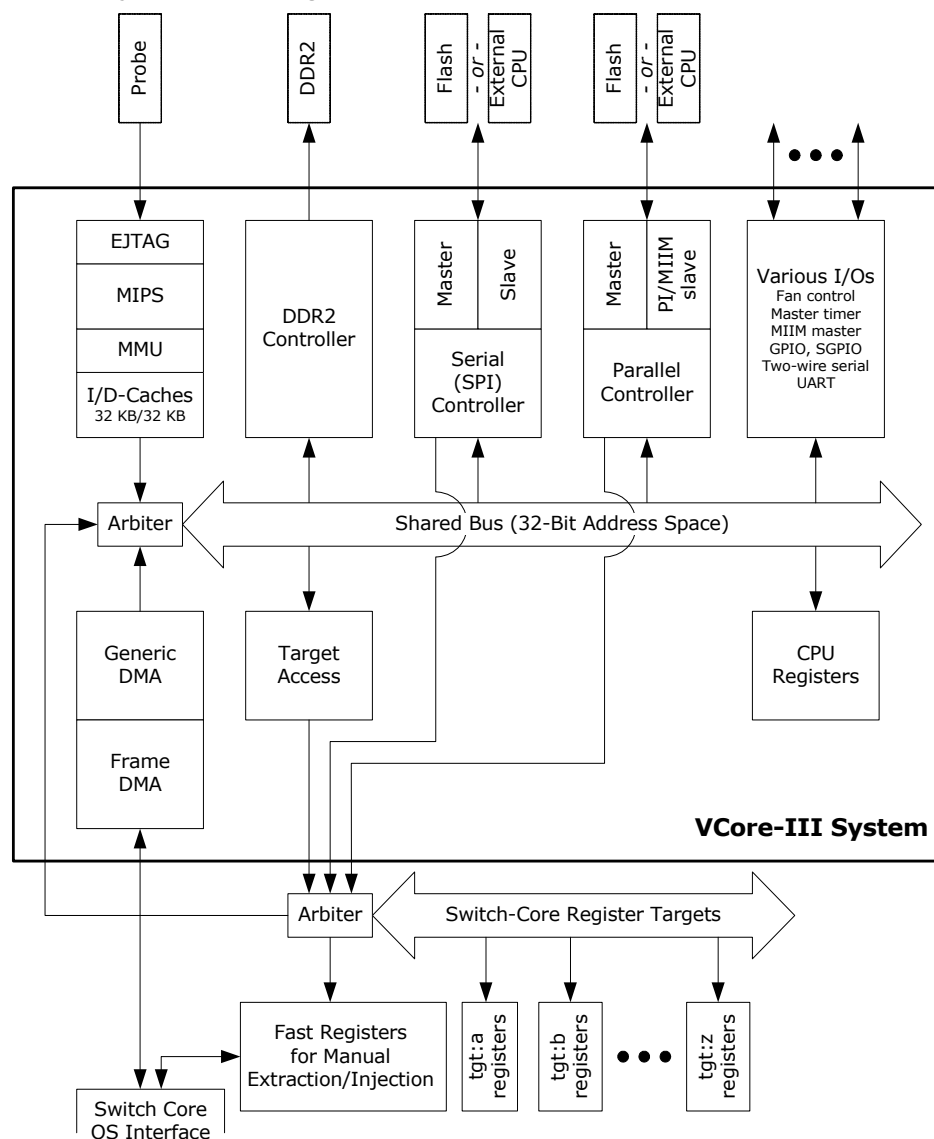 Probe
DDR2
Flash
- or -
External
CPU
Flash
- or -
External
CPU
EJTAG
MIPS
MMU
I/D-Caches
32 KB/32 KB
DDR2
Controller
Master
Slave
Serial
(SPI)
Controller
Master
PI/MIIM
slave
Parallel
Controller
Various I/Os
Fan control
Master timer
MIIM master
GPIO, SGPIO
Two-wire serial
UART
Arbiter
Shared Bus (32-Bit Address Space)
Generic
DMA
Frame
DMA
Target
Access
CPU
Registers
VCore-III System
Arbiter
Switch-Core Register Targets
Fast Registers
for Manual
Extraction/Injection
tgt:a
registers
tgt:b
registers
tgt:z
registers
Switch Core
QS Interface